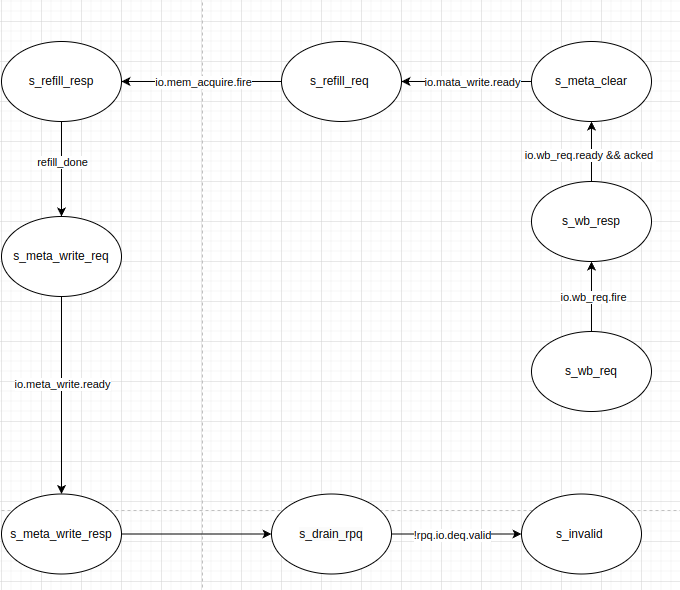 s_refill_resp
io.mem_acquire.fire
s_refill_req
io.mata_write.ready
s_meta_clear
refill_done
io.wb_req.ready && acked
s_wb_resp
s_meta_write_req
io.wb_req.fire
s_wb_req
io.meta_write.ready
s_meta_write_resp
s_drain_rpq
!rpq.io.deq.valid
s_invalid